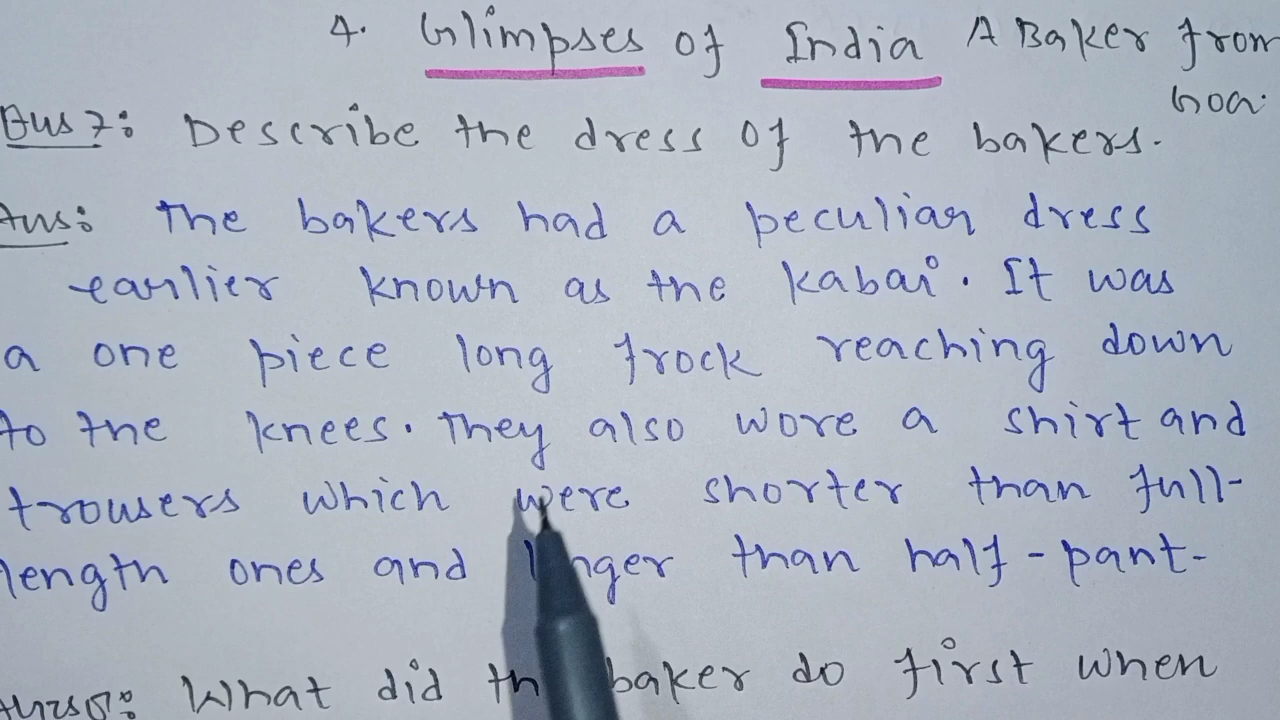 4. Glimpses of India A Baker from
Goa.
Qus 7: Describe the dress of the bakers.
Ans: The bakers had a peculiar dress
earlier known as the kabai. It was
a one piece long frock reaching down
to the knees. They also wore a shirt and
trousers which were shorter than full-
length ones and longer than half-pant-
What did the baker do first when